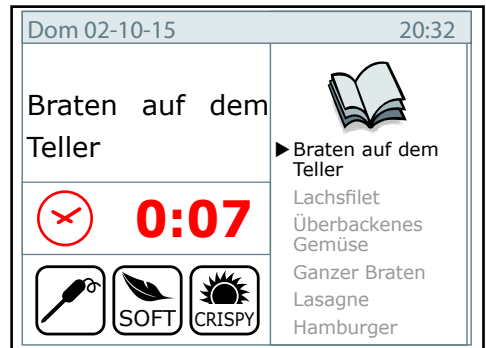 Dom 02-10-15 20:32
Braten auf dem
Teller
0:07
SOFT CRISPY
Braten auf dem
Teller
Lachsfilet
Überbackenes
Gemüse
Ganzer Braten
Lasagne
Hamburger